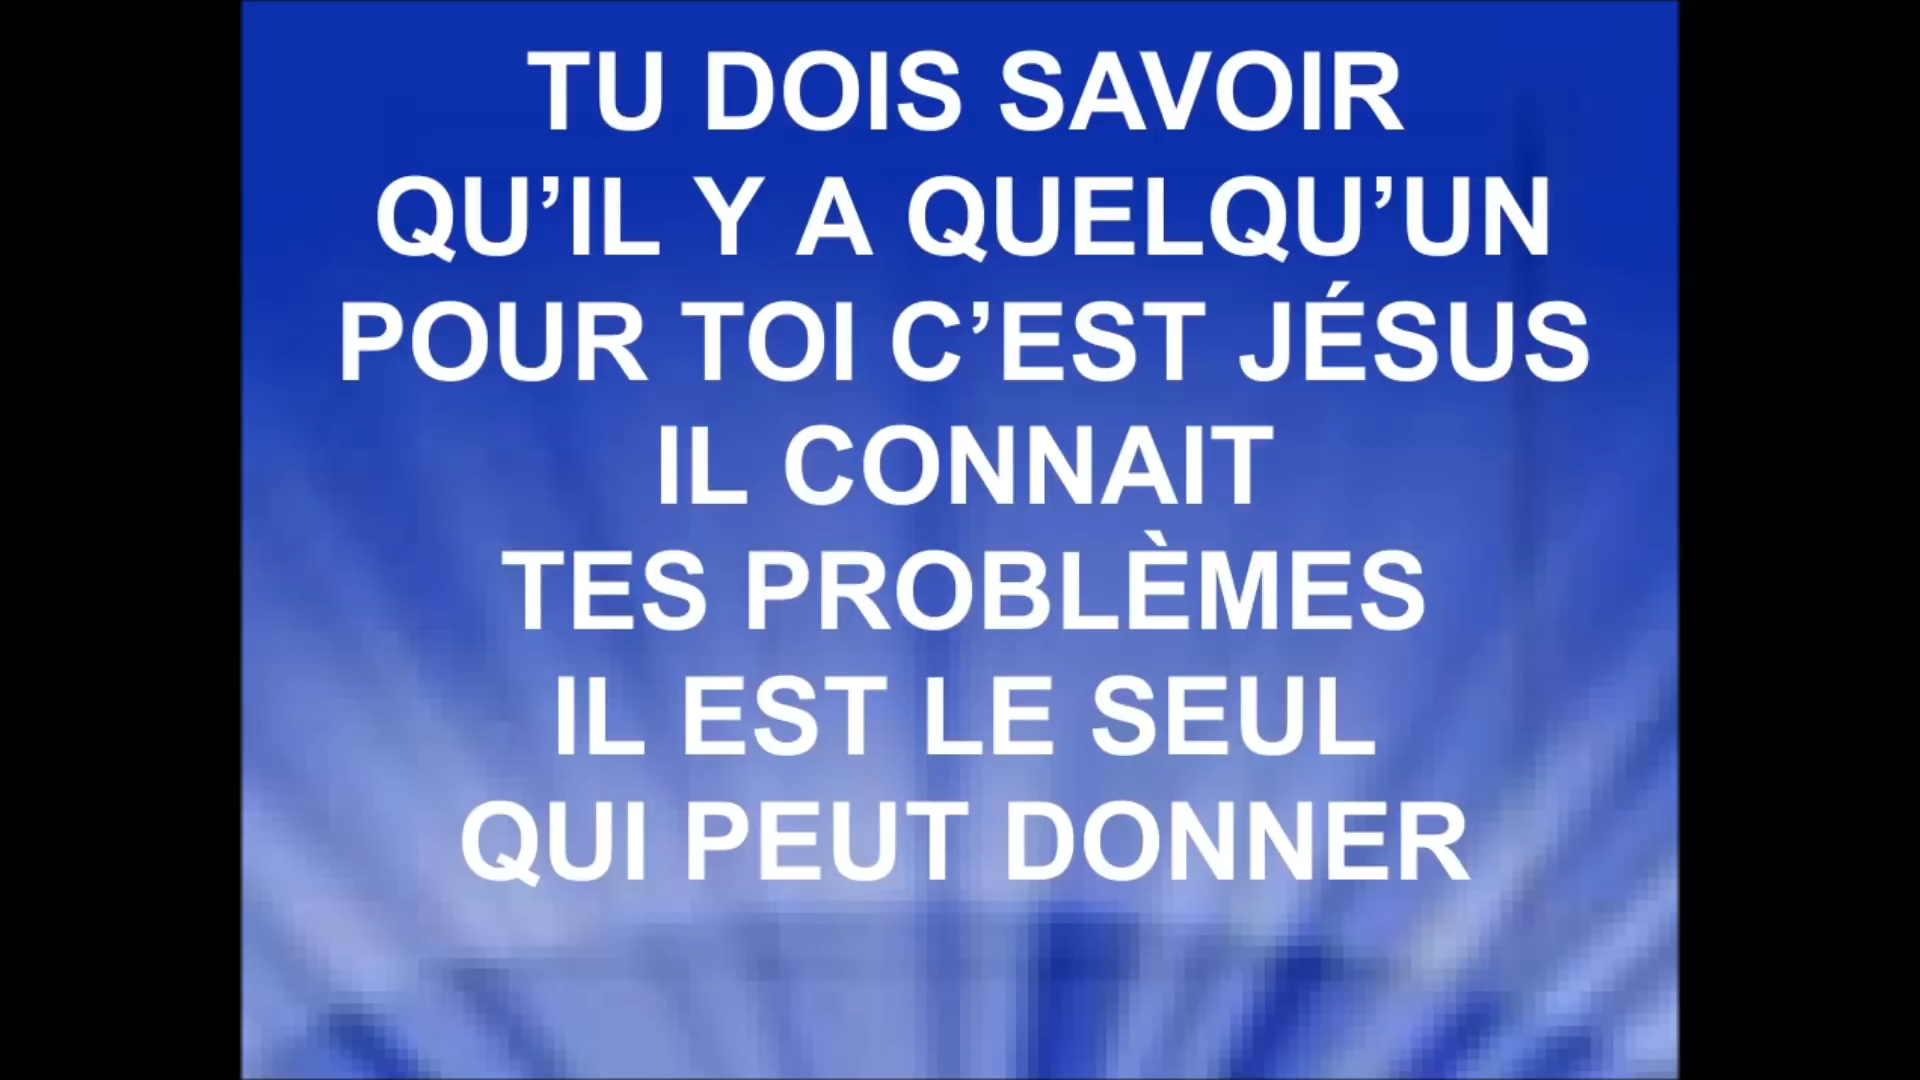 TU DOIS SAVOIR
QU’IL Y A QUELQU’UN
POUR TOI C’EST JÉSUS
IL CONNAIT
TES PROBLÈMES
IL EST LE SEUL
QUI PEUT DONNER